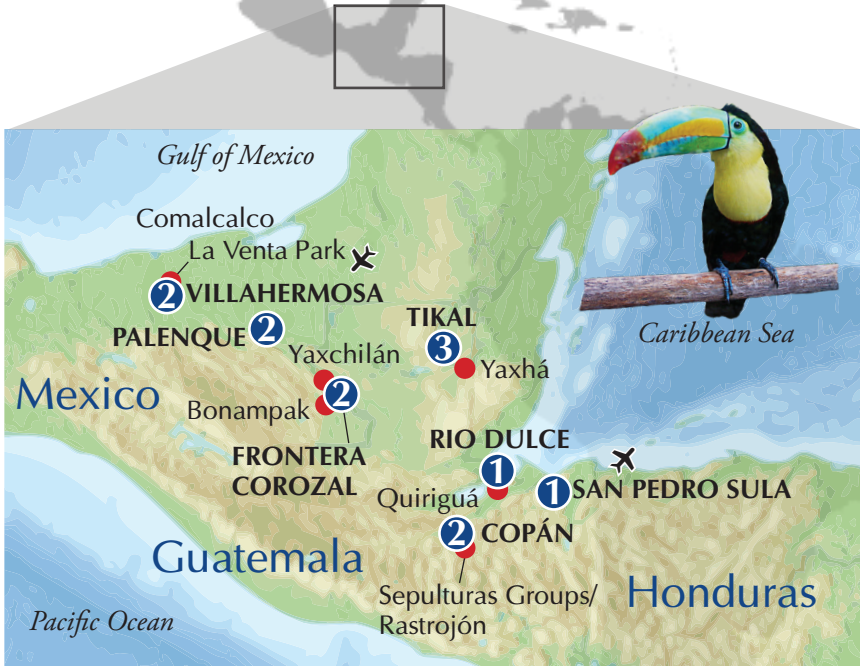 Gulf of Mexico
Comalcalco
La Venta Park
2 VILLAHERMOSA
PALENQUE 2
TIKAL
3
Caribbean Sea
Yaxchilán
Yaxhá
Mexico
2
Bonampak
RIO DULCE
FRONTERA
COROZAL
1
Quiriguá
1 SAN PEDRO SULA
2 COPÁN
Guatemala
Honduras
Sepulturas Groups/
Rastrojón
Pacific Ocean